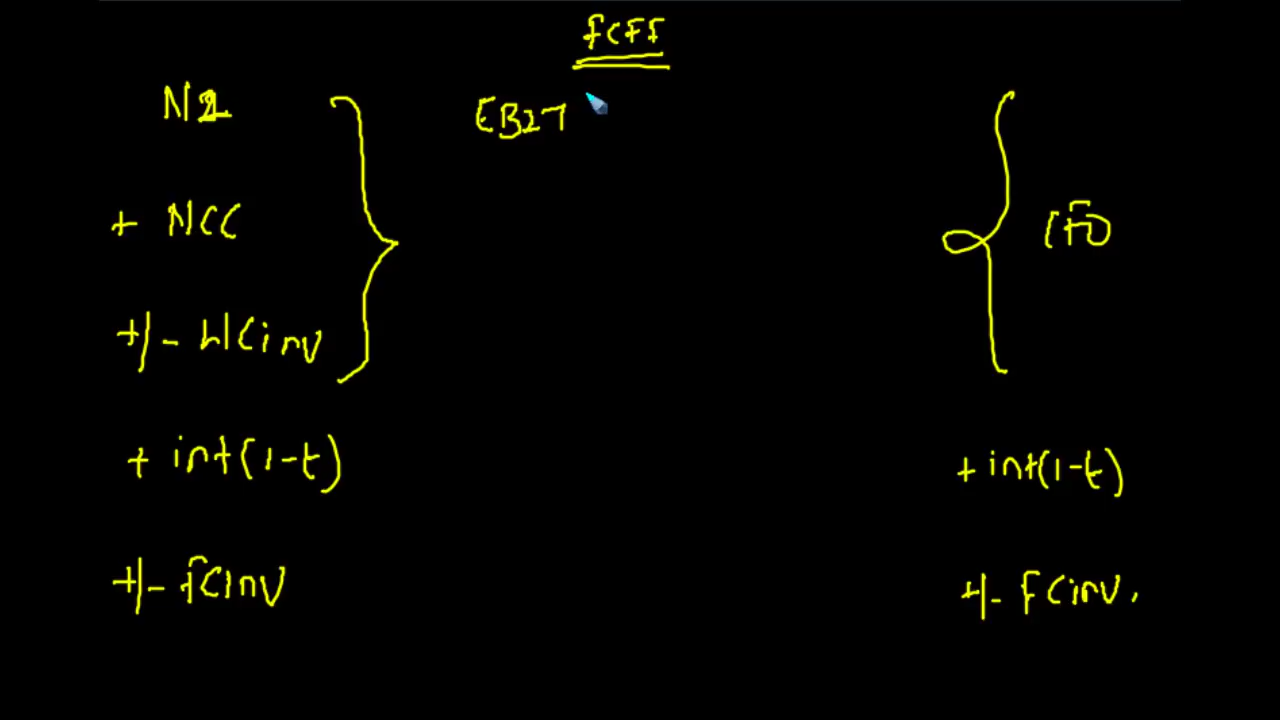 FCFF
NI
EBIT
+ NCC
CFO
+/- WCinv
+ int(1-t)
+ int(1-t)
+/- FCInv
+/- FCinv.